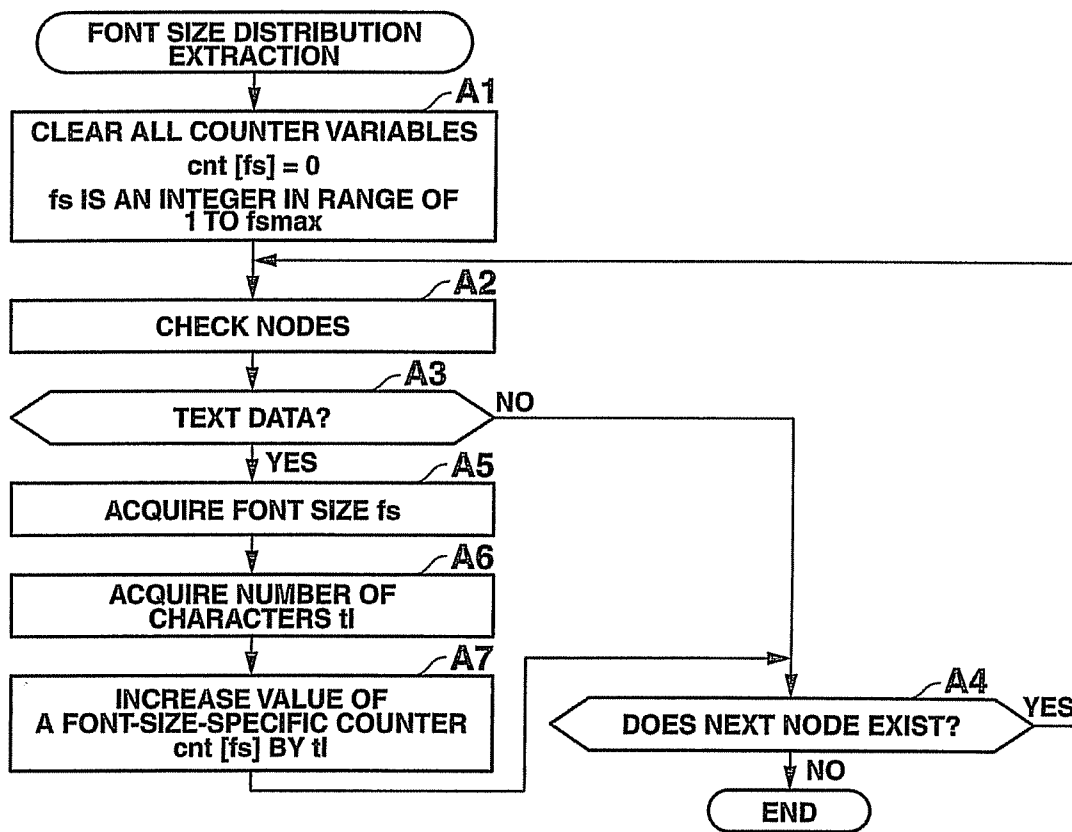 FONT SIZE DISTRIBUTION
EXTRACTION
A1
CLEAR ALL COUNTER VARIABLES
cnt [fs] = 0
fs IS AN INTEGER IN RANGE OF
1 TO fsmax
A2
CHECK NODES
A3
TEXT DATA?
NO
YES
A5
ACQUIRE FONT SIZE fs
A6
ACQUIRE NUMBER OF
CHARACTERS tl
A7
INCREASE VALUE OF
A FONT-SIZE-SPECIFIC COUNTER
cnt [fs] BY tl
A4
DOES NEXT NODE EXIST?
YES
NO
END